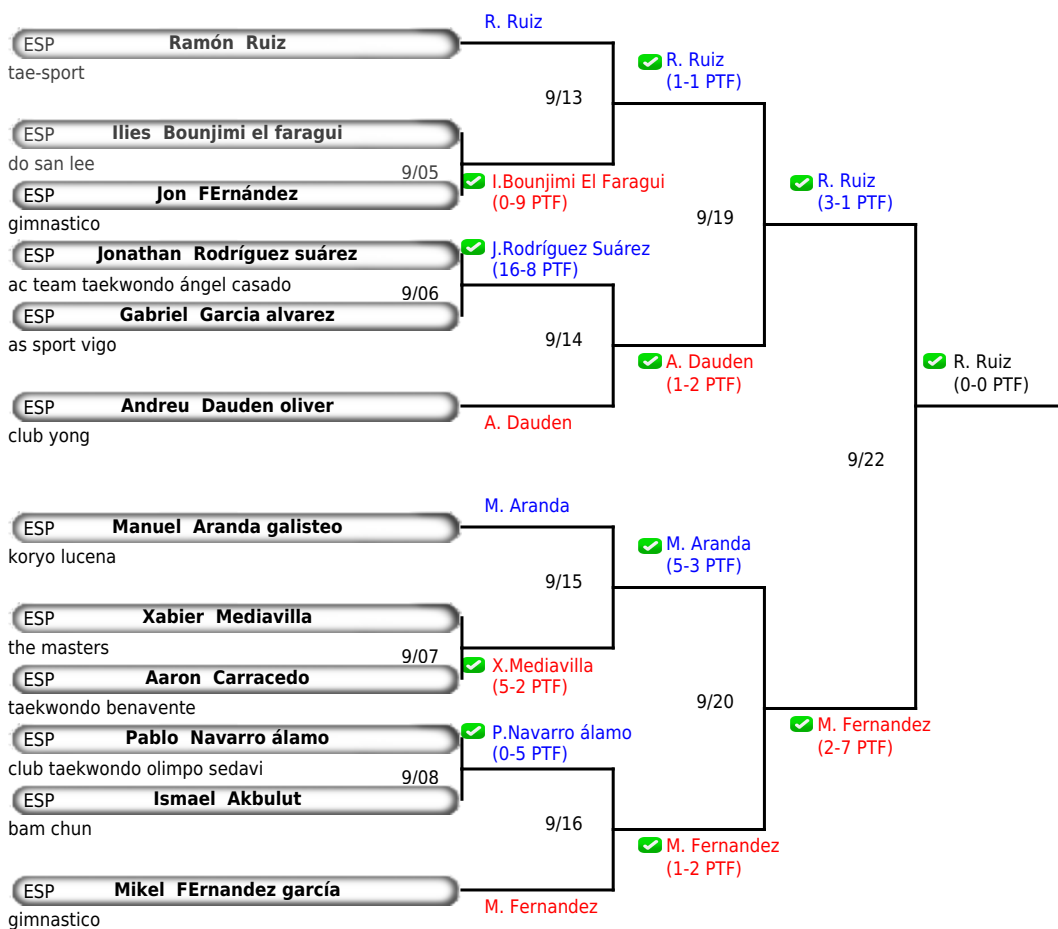 R. Ruiz
ESP Ramón Ruiz
tae-sport
R. Ruiz
(1-1 PTF)
9/13
ESP Ilies Bounjimi el faragui
do san lee
9/05
I.Bounjimi El Faragui
(0-9 PTF)
ESP Jon FErnández
gimnastico
R. Ruiz
(3-1 PTF)
9/19
ESP Jonathan Rodríguez suárez
ac team taekwondo ángel casado
J.Rodríguez Suárez
(16-8 PTF)
9/06
ESP Gabriel Garcia alvarez
as sport vigo
9/14
A. Dauden
(1-2 PTF)
R. Ruiz
(0-0 PTF)
ESP Andreu Dauden oliver
club yong
A. Dauden
9/22
M. Aranda
ESP Manuel Aranda galisteo
koryo lucena
M. Aranda
(5-3 PTF)
9/15
ESP Xabier Mediavilla
the masters
9/07
X.Mediavilla
(5-2 PTF)
ESP Aaron Carracedo
taekwondo benavente
9/20
M. Fernandez
(2-7 PTF)
ESP Pablo Navarro álamo
club taekwondo olimpo sedavi
P.Navarro álamo
(0-5 PTF)
9/08
ESP Ismael Akbulut
bam chun
9/16
M. Fernandez
(1-2 PTF)
ESP Mikel FErnandez garcía
gimnastico
M. Fernandez